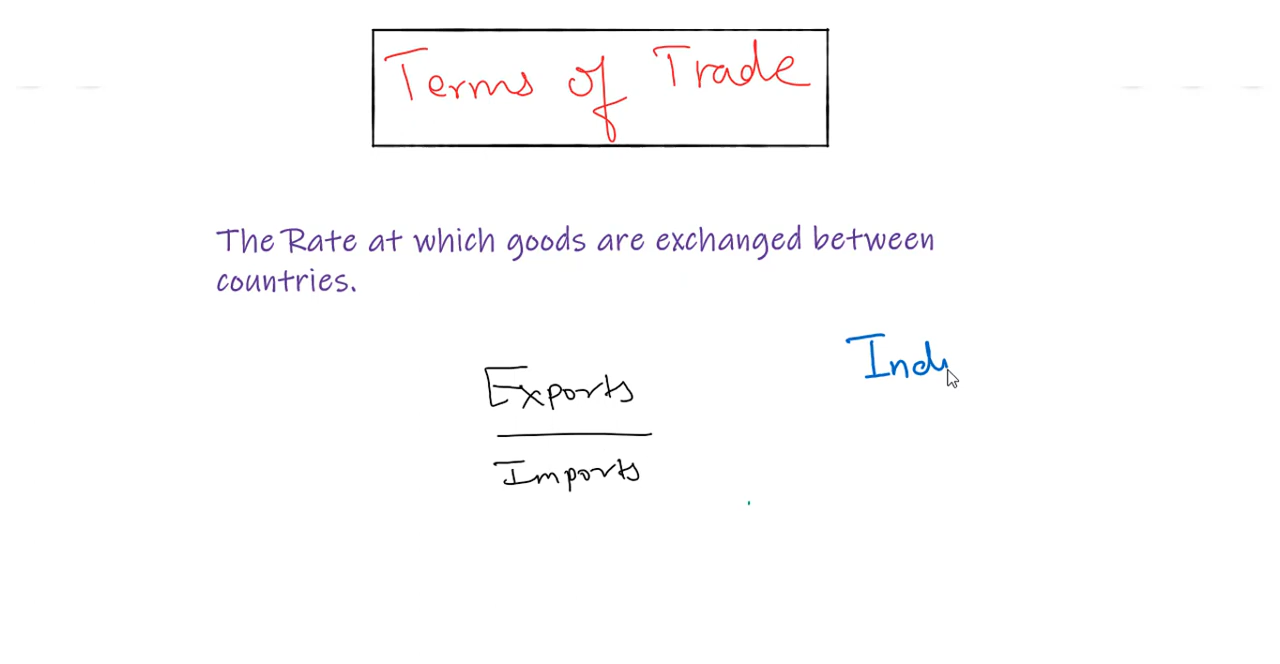 Terms of Trade
The Rate at which goods are exchanged between
countries.
Exports
Imports
Ind